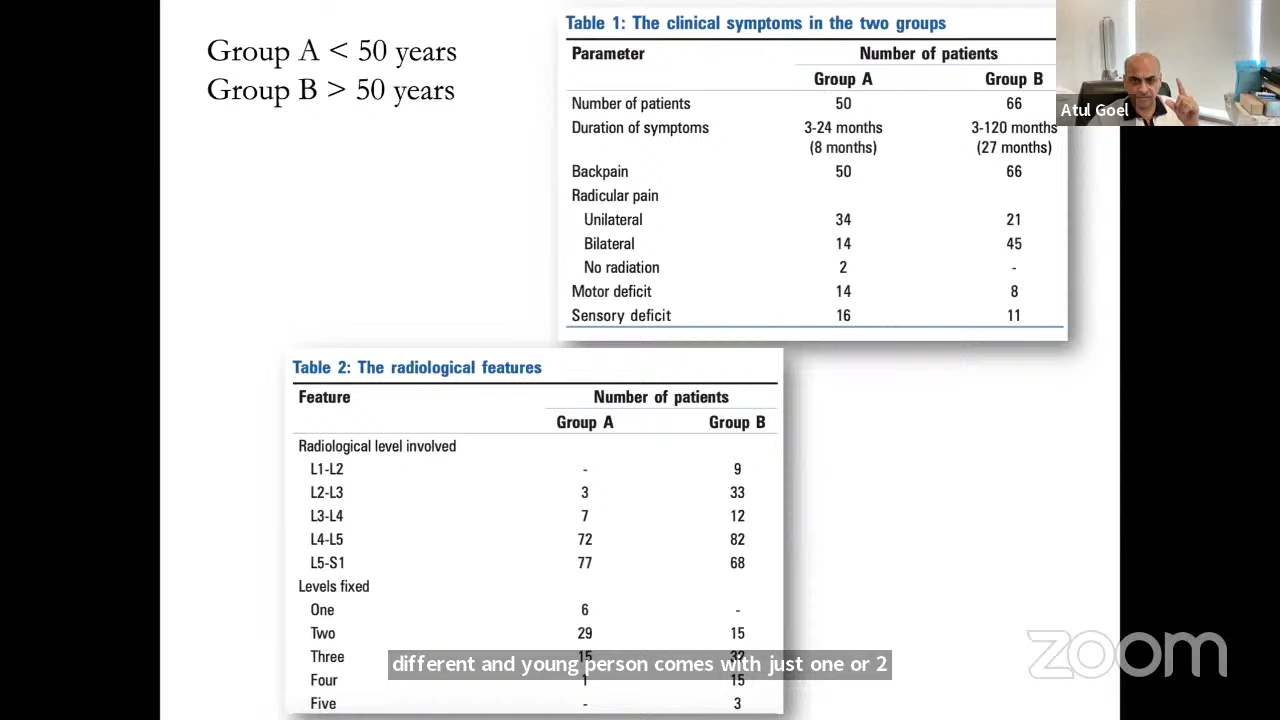 Group A < 50 years
Group B > 50 years
Table 1: The clinical symptoms in the two groups
Parameter Number of patients
Group A Group B
Number of patients 50 66
Duration of symptoms 3-24 months 3-120 months
(8 months) (27 months)
Backpain 50 66
Radicular pain
Unilateral 34 21
Bilateral 14 45
No radiation 2 -
Motor deficit 14 8
Sensory deficit 16 11
Atul Goel
Table 2: The radiological features
Feature Number of patients
Group A Group B
Radiological level involved
L1-L2 - 9
L2-L3 3 33
L3-L4 7 12
L4-L5 72 82
L5-S1 77 68
Levels fixed
One 6 -
Two 29 15
Three 15
different and young person comes with just one or 2
Four 1 15
Five - 3
zoom